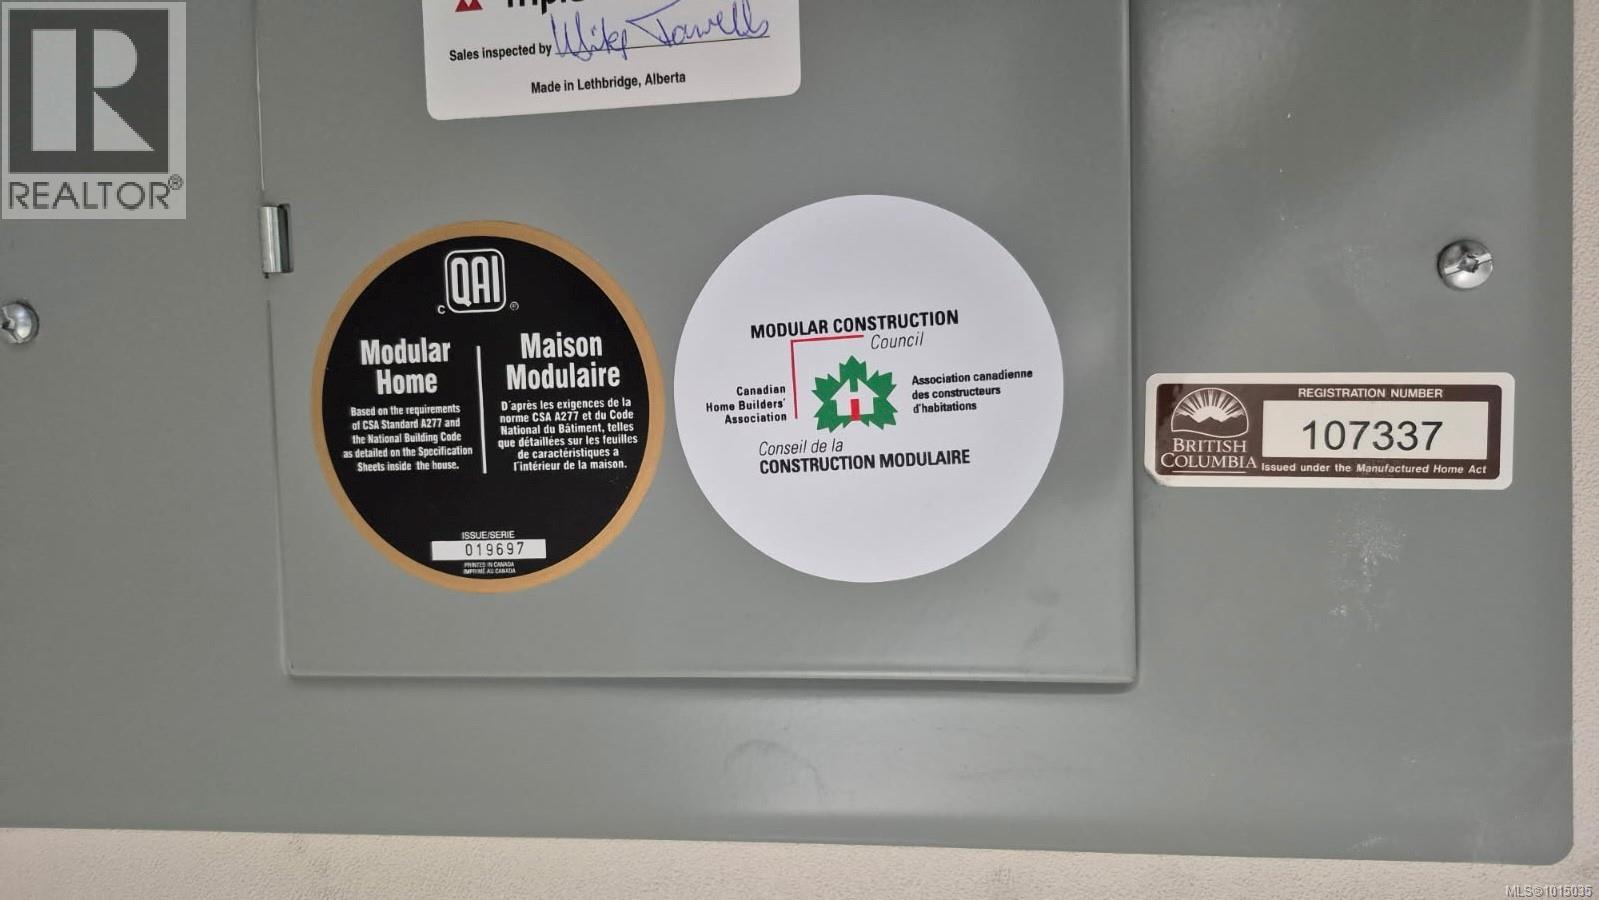 R
REALTOR®
Sales inspected by Mike Towells
Made in Lethbridge, Alberta
c QAI ®
Modular
Home
Based on the requirements
of CSA Standard A277 and
the National Building Code
as detailed on the Specification
Sheets inside the house.
Maison
Modulaire
D'après les exigences de la
norme CSA A277 et du Code
National du Bâtiment, telles
que détaillées sur les feuilles
de caractéristiques a
l'intérieur de la maison.
ISSUE/SERIE
019697
PRINTED IN CANADA
IMPRIMÉ AU CANADA
MODULAR CONSTRUCTION
Council
Canadian
Home Builders'
Association
Association canadienne
des constructeurs
d'habitations
Conseil de la
CONSTRUCTION MODULAIRE
BRITISH
COLUMBIA
REGISTRATION NUMBER
107337
Issued under the Manufactured Home Act
MLS®1015035